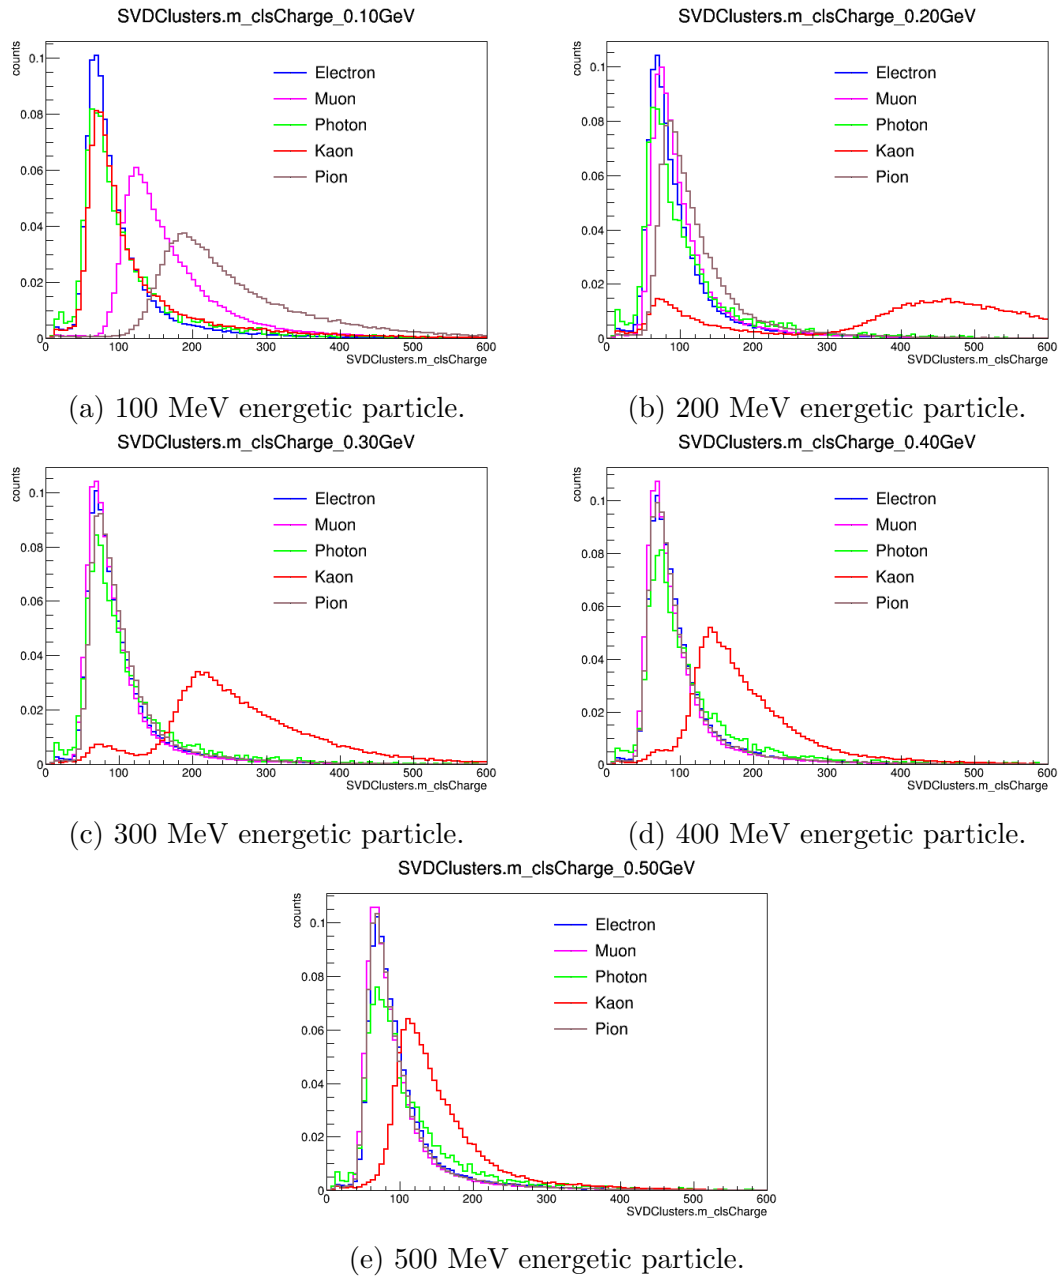 SVDClusters.m_clsCharge_0.10GeV
counts
0.1
0.08
0.06
0.04
0.02
0
Electron
Muon
Photon
Kaon
Pion
0 100 200 300 400 500 600
SVDClusters.m_clsCharge
(a) 100 MeV energetic particle.
SVDClusters.m_clsCharge_0.20GeV
counts
0.1
0.08
0.06
0.04
0.02
0
Electron
Muon
Photon
Kaon
Pion
0 100 200 300 400 500 600
SVDClusters.m_clsCharge
(b) 200 MeV energetic particle.
SVDClusters.m_clsCharge_0.30GeV
counts
0.1
0.08
0.06
0.04
0.02
0
Electron
Muon
Photon
Kaon
Pion
0 100 200 300 400 500 600
SVDClusters.m_clsCharge
(c) 300 MeV energetic particle.
SVDClusters.m_clsCharge_0.40GeV
counts
0.1
0.08
0.06
0.04
0.02
0
Electron
Muon
Photon
Kaon
Pion
0 100 200 300 400 500 600
SVDClusters.m_clsCharge
(d) 400 MeV energetic particle.
SVDClusters.m_clsCharge_0.50GeV
counts
0.1
0.08
0.06
0.04
0.02
0
Electron
Muon
Photon
Kaon
Pion
0 100 200 300 400 500 600
SVDClusters.m_clsCharge
(e) 500 MeV energetic particle.